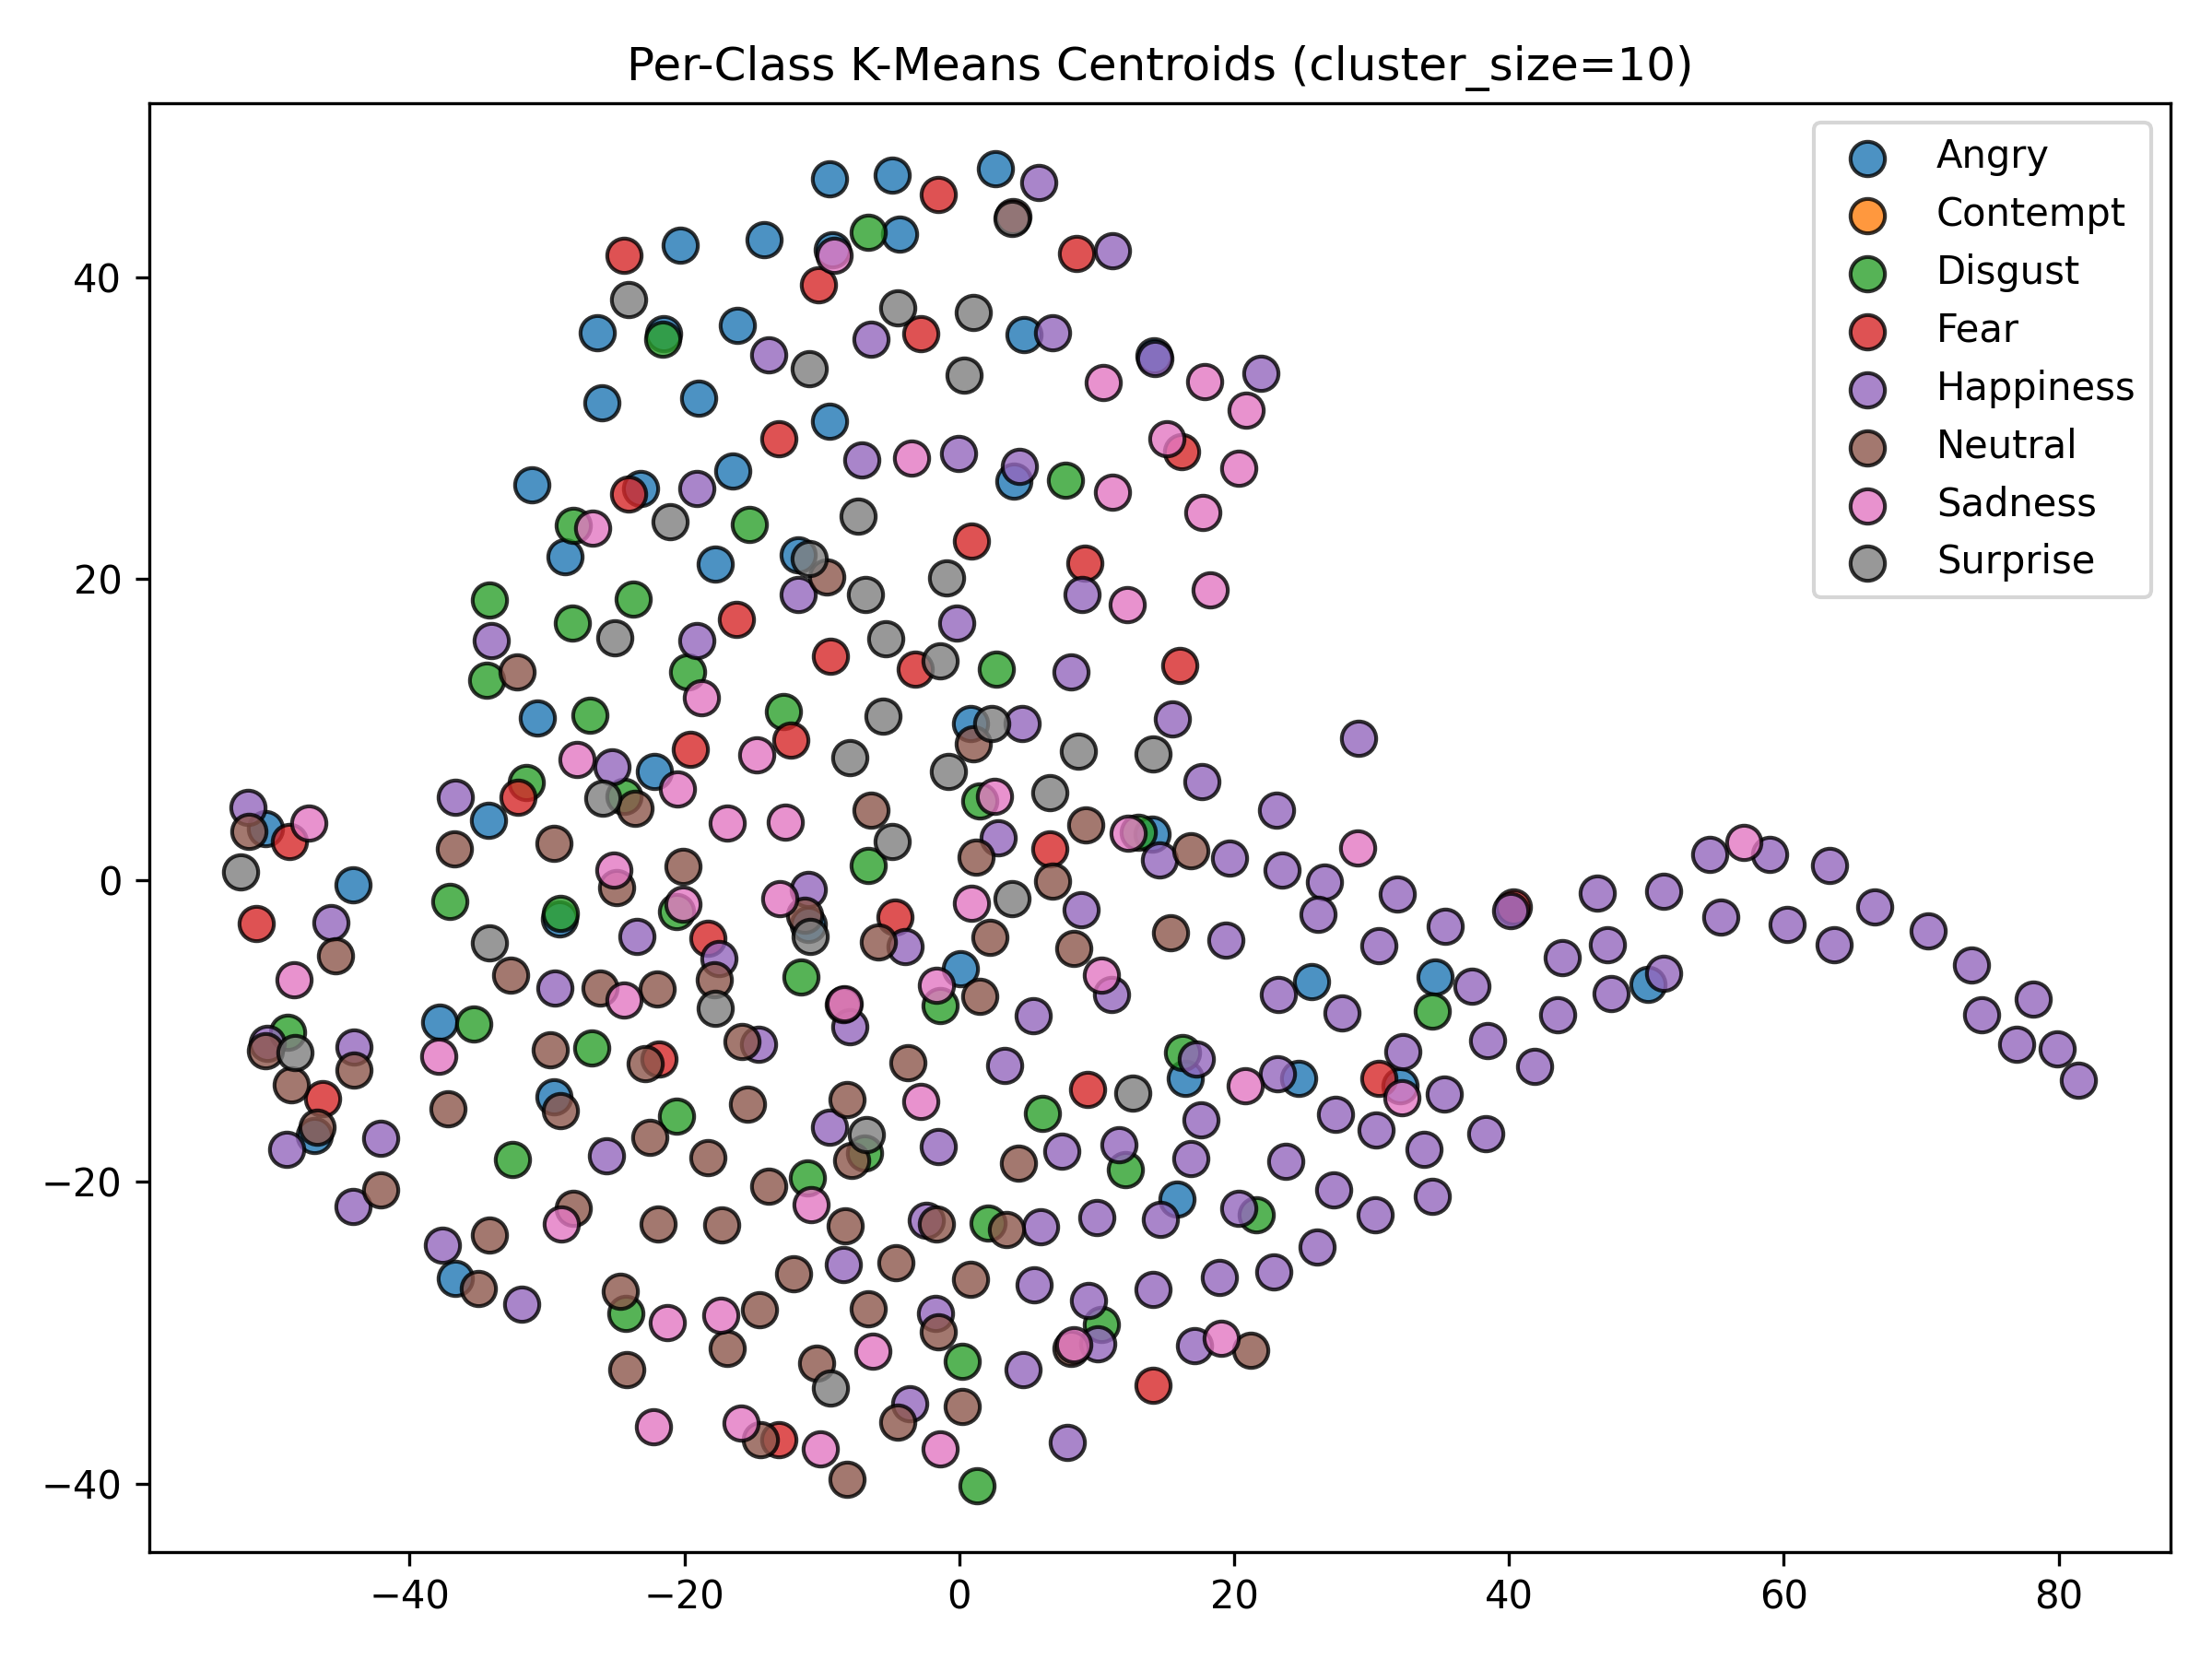 Per-Class K-Means Centroids (cluster_size=10)
Angry
Contempt
Disgust
Fear
Happiness
Neutral
Sadness
Surprise
40
20
0
−20
−40
−40
−20
0
20
40
60
80